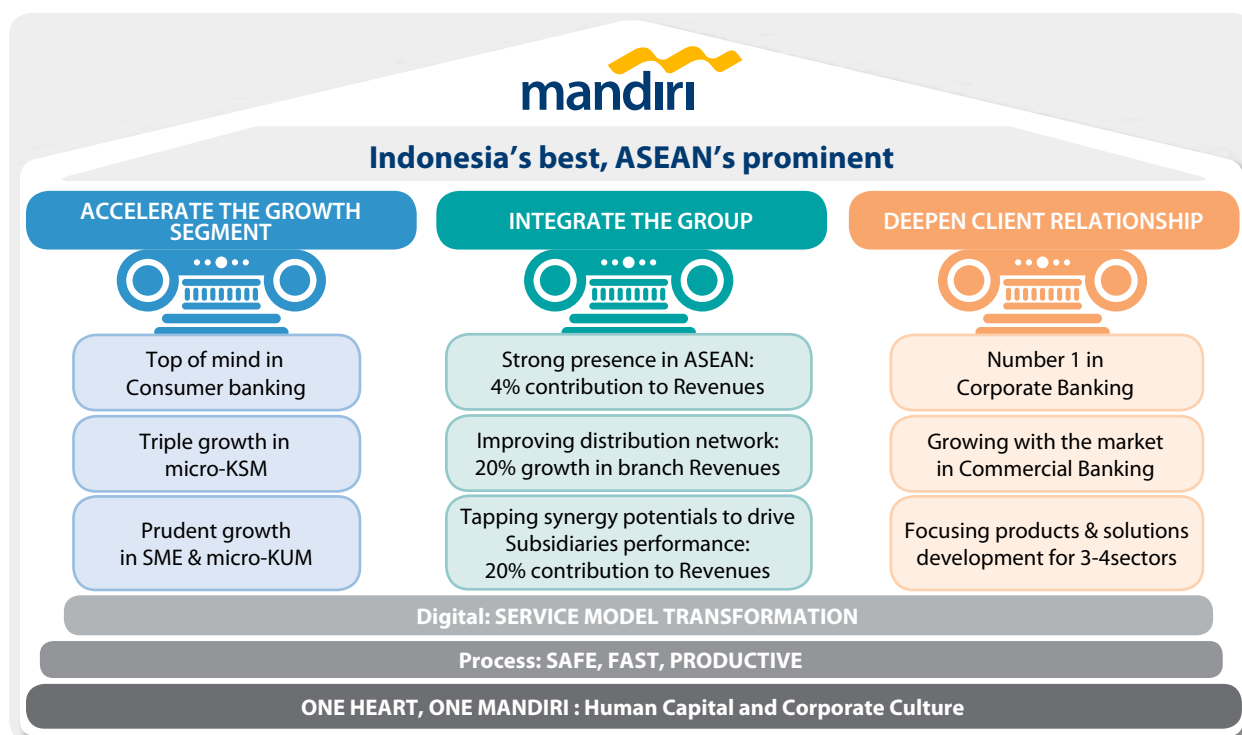 mandiri
Indonesia's best, ASEAN's prominent
ACCELERATE THE GROWTH
SEGMENT
Top of mind in
Consumer banking
Triple growth in
micro-KSM
Prudent growth
in SME & micro-KUM
INTEGRATE THE GROUP
Strong presence in ASEAN:
4% contribution to Revenues
Improving distribution network:
20% growth in branch Revenues
Tapping synergy potentials to drive
Subsidiaries performance:
20% contribution to Revenues
DEEPEN CLIENT RELATIONSHIP
Number 1 in
Corporate Banking
Growing with the market
in Commercial Banking
Focusing products & solutions
development for 3-4sectors
Digital: SERVICE MODEL TRANSFORMATION
Process: SAFE, FAST, PRODUCTIVE
ONE HEART, ONE MANDIRI : Human Capital and Corporate Culture